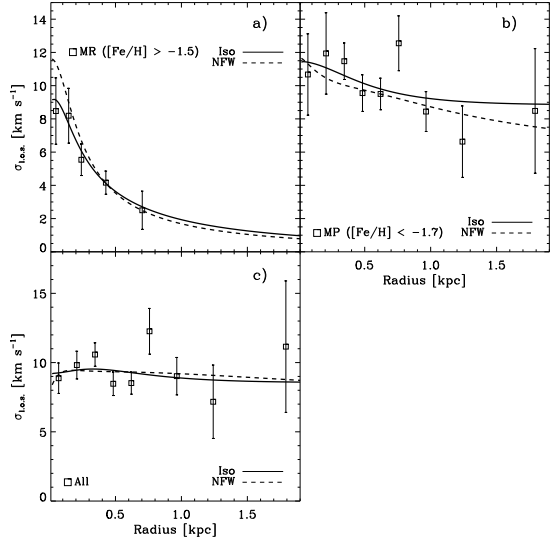 a)
b)
MR ([Fe/H] > -1.5)
Iso
NFW
14
12
10
8
6
4
2
0
σl.o.s. [km s⁻¹]
MP ([Fe/H] < -1.7)
Iso
NFW
0.5 1.0 1.5
Radius [kpc]
c)
15
10
5
0
σl.o.s. [km s⁻¹]
All
Iso
NFW
0.5 1.0 1.5
Radius [kpc]